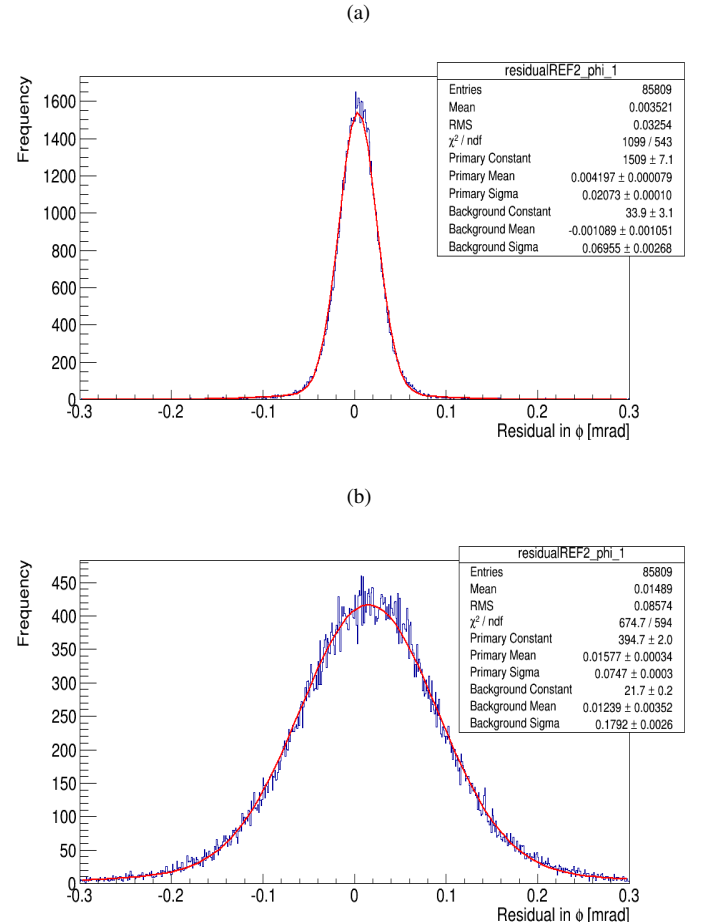 (a)
Frequency
residualREF2_phi_1
Entries 85809
Mean 0.003521
RMS 0.03254
χ² / ndf 1099 / 543
Primary Constant 1509 ± 7.1
Primary Mean 0.004197 ± 0.000079
Primary Sigma 0.02073 ± 0.00010
Background Constant 33.9 ± 3.1
Background Mean -0.001089 ± 0.001051
Background Sigma 0.06955 ± 0.00268
1600
1400
1200
1000
800
600
400
200
0
-0.3 -0.2 -0.1 0 0.1 0.2 0.3
Residual in ϕ [mrad]
(b)
Frequency
residualREF2_phi_1
Entries 85809
Mean 0.01489
RMS 0.08574
χ² / ndf 674.7 / 594
Primary Constant 394.7 ± 2.0
Primary Mean 0.01577 ± 0.00034
Primary Sigma 0.0747 ± 0.0003
Background Constant 21.7 ± 0.2
Background Mean 0.01239 ± 0.00352
Background Sigma 0.1792 ± 0.0026
450
400
350
300
250
200
150
100
50
0
-0.3 -0.2 -0.1 0 0.1 0.2 0.3
Residual in ϕ [mrad]